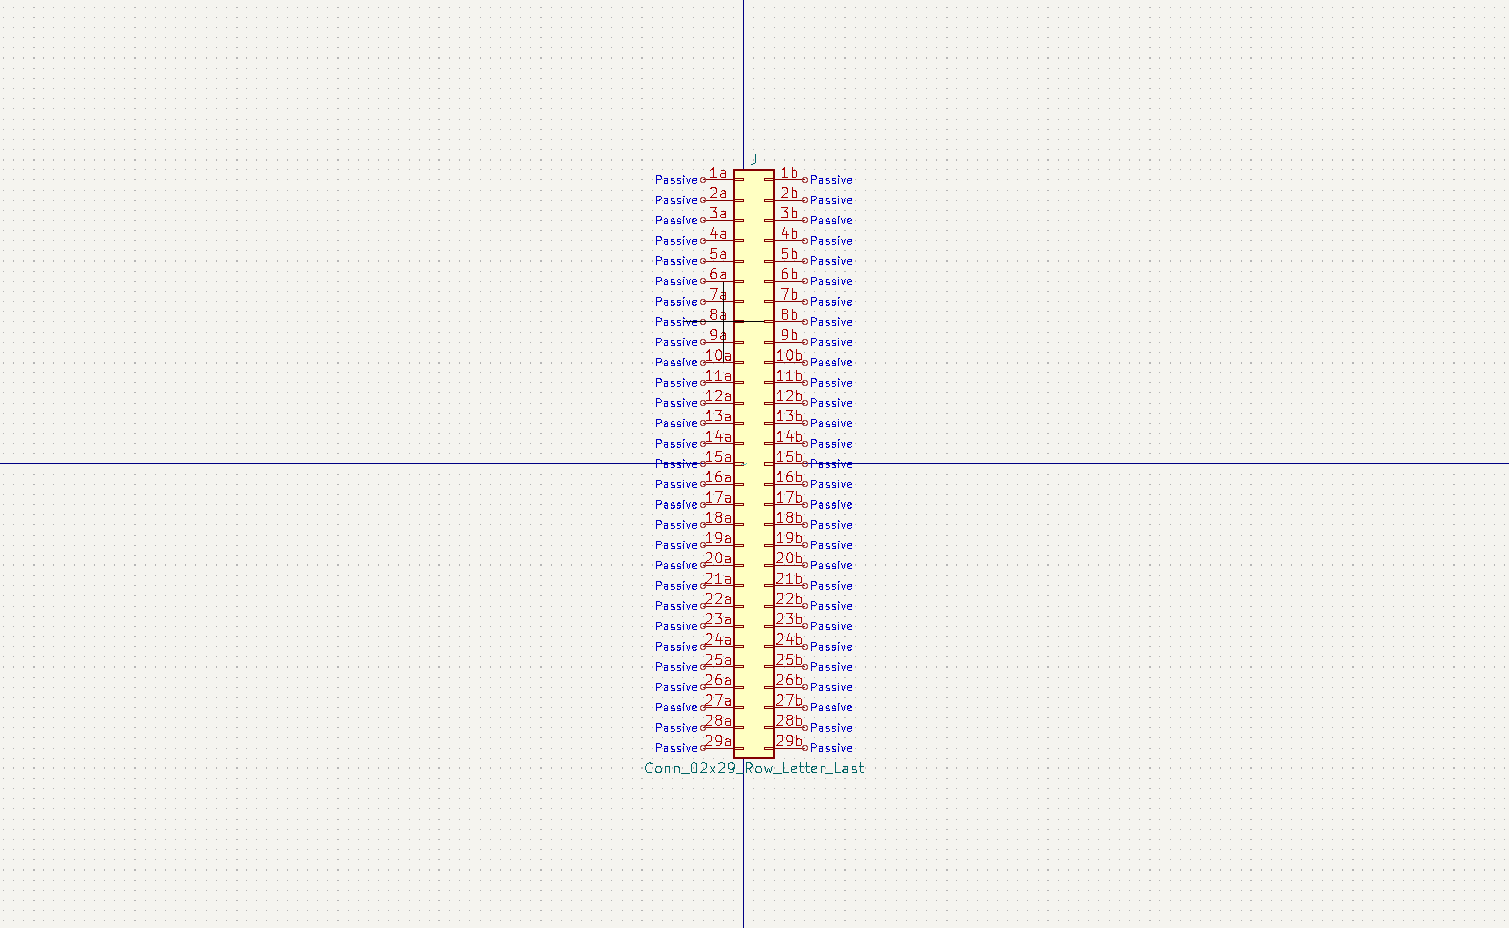 J
Passive 1a 1b Passive
Passive 2a 2b Passive
Passive 3a 3b Passive
Passive 4a 4b Passive
Passive 5a 5b Passive
Passive 6a 6b Passive
Passive 7a 7b Passive
Passive 8a 8b Passive
Passive 9a 9b Passive
Passive 10a 10b Passive
Passive 11a 11b Passive
Passive 12a 12b Passive
Passive 13a 13b Passive
Passive 14a 14b Passive
Passive 15a 15b Passive
Passive 16a 16b Passive
Passive 17a 17b Passive
Passive 18a 18b Passive
Passive 19a 19b Passive
Passive 20a 20b Passive
Passive 21a 21b Passive
Passive 22a 22b Passive
Passive 23a 23b Passive
Passive 24a 24b Passive
Passive 25a 25b Passive
Passive 26a 26b Passive
Passive 27a 27b Passive
Passive 28a 28b Passive
Passive 29a 29b Passive
Conn_02x29_Row_Letter_Last